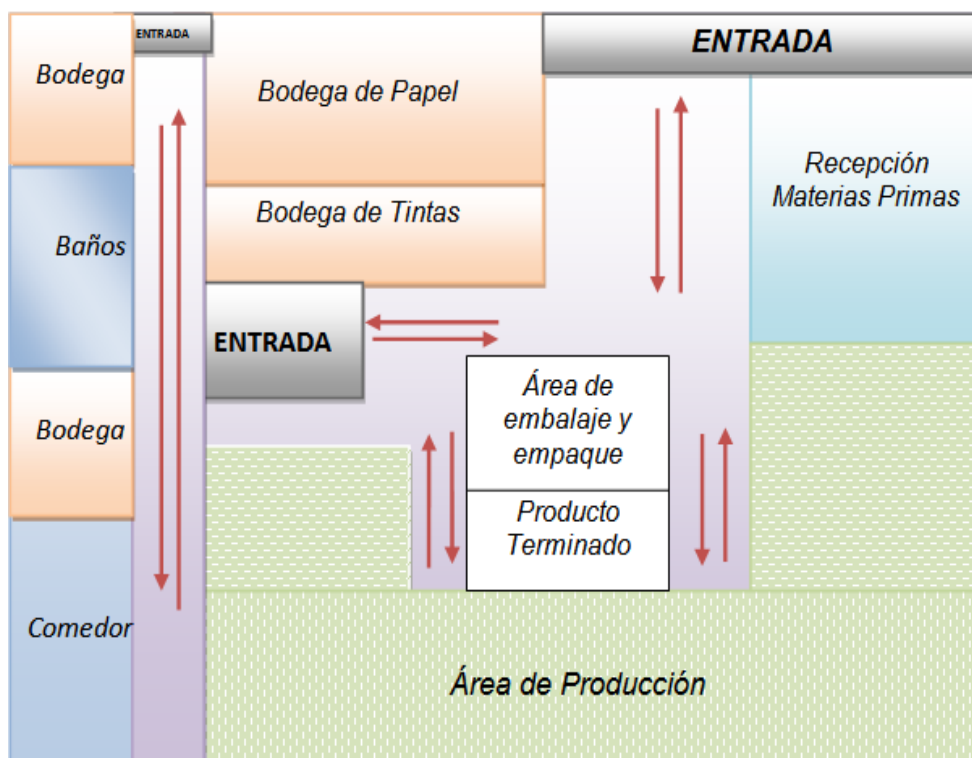 ENTRADA
ENTRADA
Bodega
Bodega de Papel
Recepción
Materias Primas
Bodega de Tintas
Baños
ENTRADA
Área de
embalaje y
empaque
Bodega
Producto
Terminado
Comedor
Área de Producción